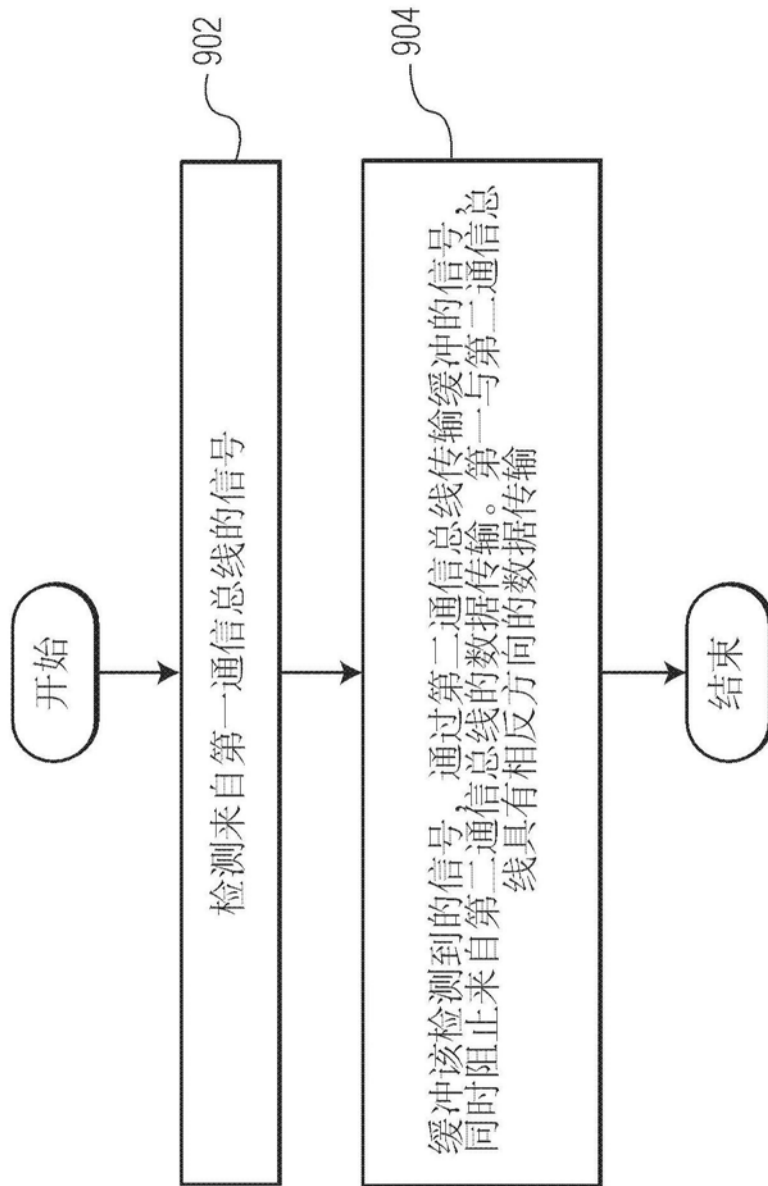 开始
检测来自第一通信总线的信号
902
缓冲该检测到的信号，通过第二通信总线传输缓冲的信号，
同时阻止来自第二通信总线的数据传输。第一与第二通信总
线具有相反方向的数据传输
904
结束